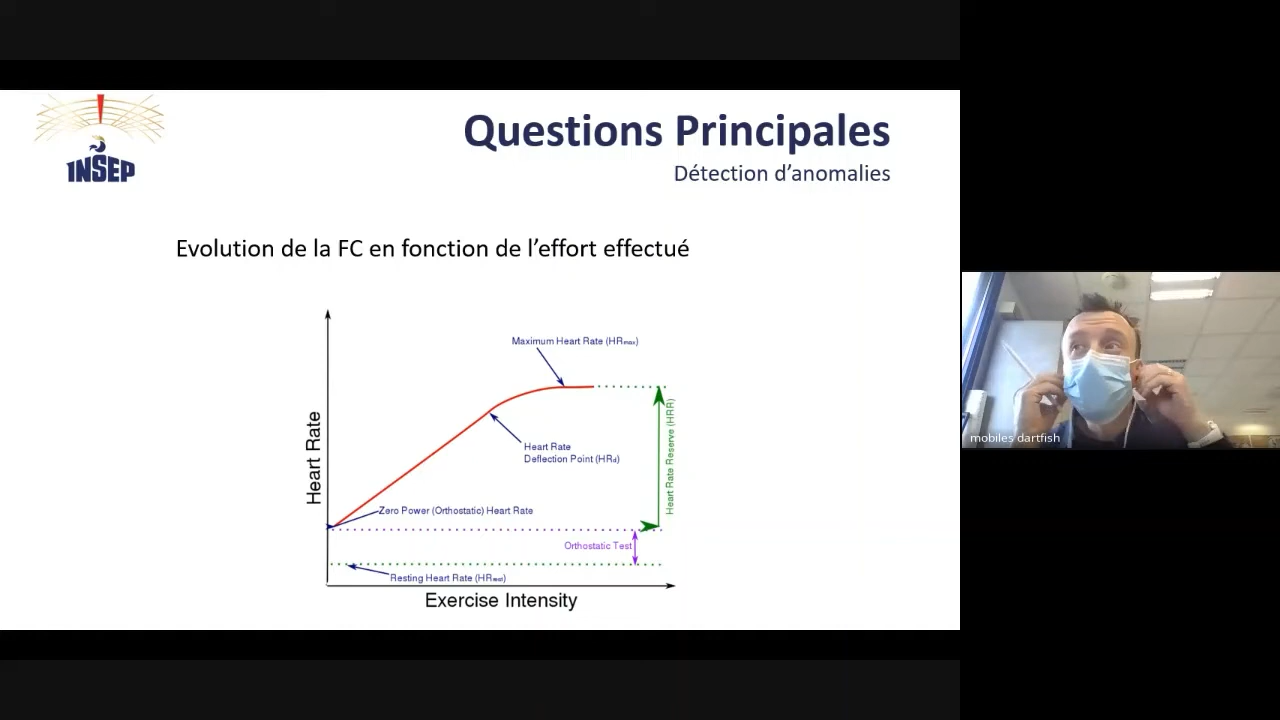 INSEP
Questions Principales
Détection d'anomalies
Evolution de la FC en fonction de l'effort effectué
Maximum Heart Rate (HRmax)
Heart Rate
Heart Rate
Deflection Point (HRd)
Heart Rate Reserve (HRR)
Zero Power (Orthostatic) Heart Rate
Orthostatic Test
Resting Heart Rate (HRrest)
Exercise Intensity
mobiles dartfish